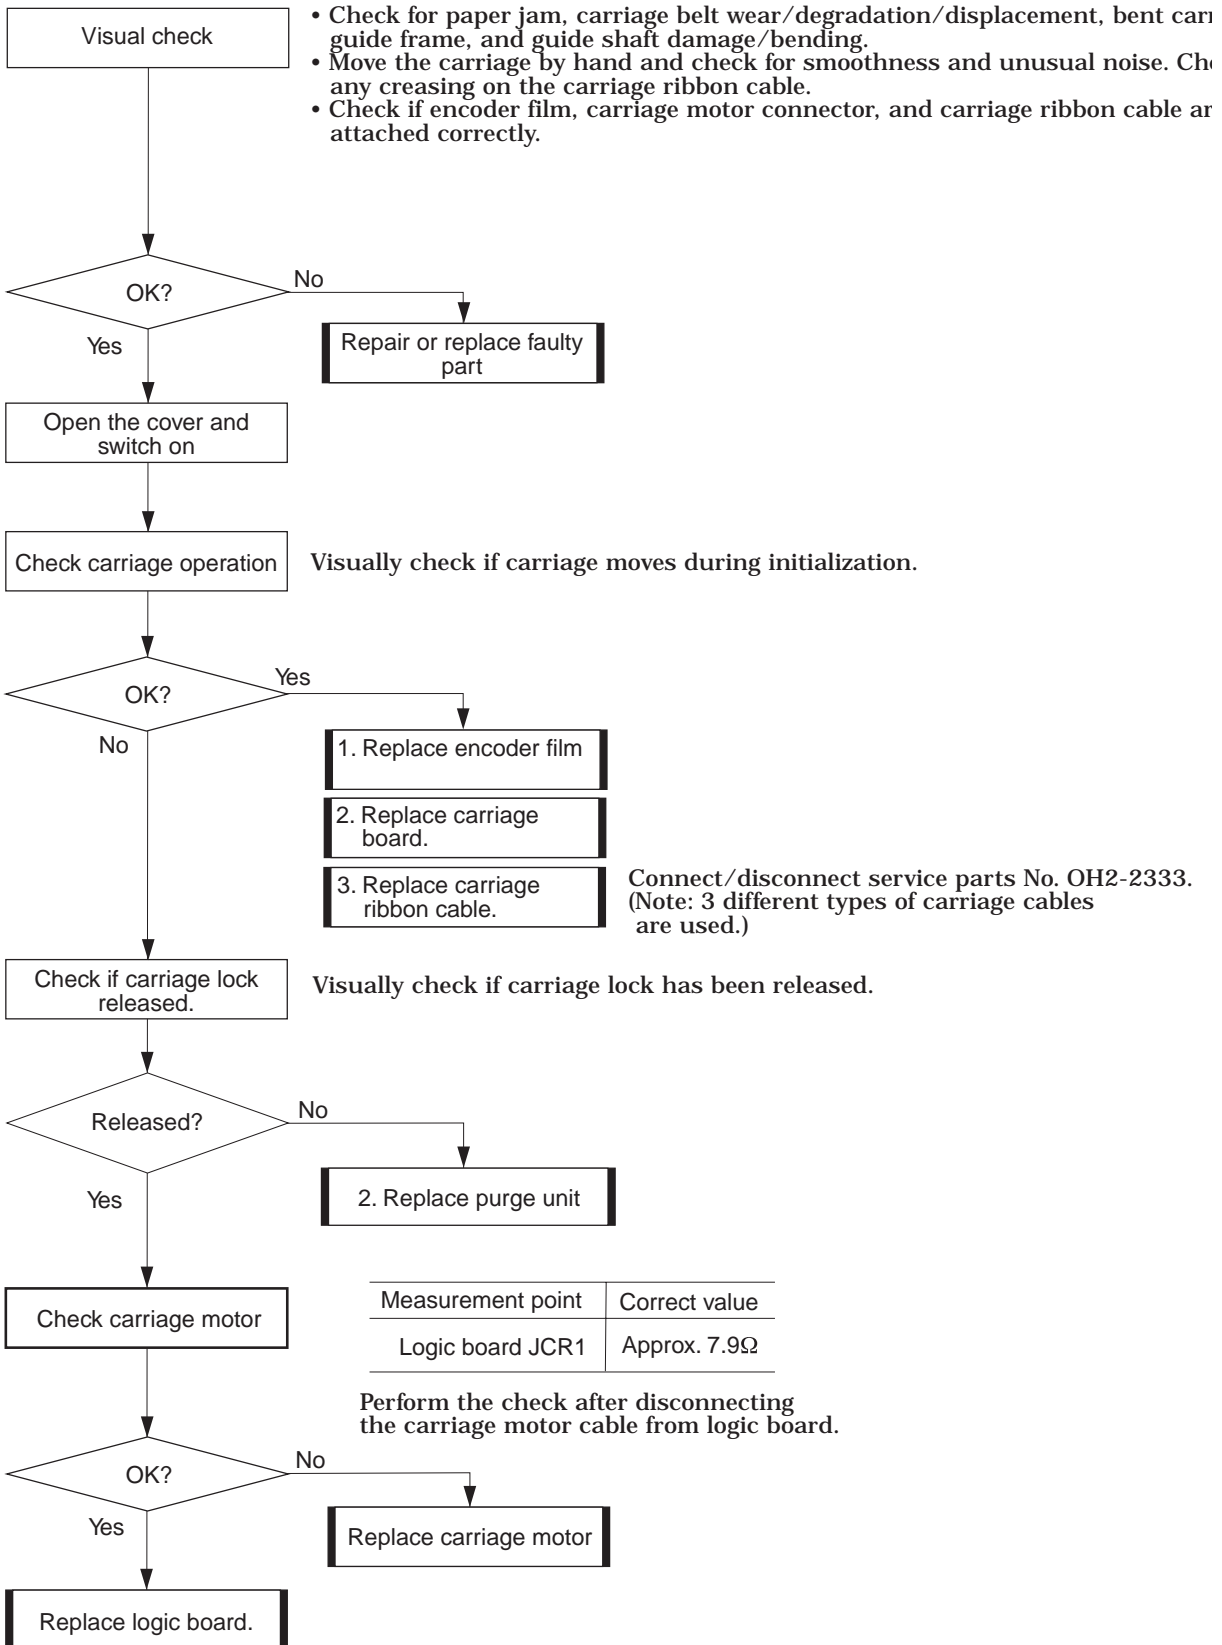 Visual check
• Check for paper jam, carriage belt wear/degradation/displacement, bent
guide frame, and guide shaft damage/bending.
• Move the carriage by hand and check for smoothness and unusual noise.
any creasing on the carriage ribbon cable.
• Check if encoder film, carriage motor connector, and carriage ribbon cable
attached correctly.
OK?
No
Repair or replace faulty
part
Yes
Open the cover and
switch on
Check carriage operation
Visually check if carriage moves during initialization.
OK?
Yes
No
1. Replace encoder film
2. Replace carriage
board.
3. Replace carriage
ribbon cable.
Connect/disconnect service parts No. OH2-2333.
(Note: 3 different types of carriage cables
are used.)
Check if carriage lock
released.
Visually check if carriage lock has been released.
Released?
No
2. Replace purge unit
Yes
Check carriage motor
Measurement point Correct value
Logic board JCR1 Approx. 7.9Ω
Perform the check after disconnecting
the carriage motor cable from logic board.
OK?
No
Replace carriage motor
Yes
Replace logic board.